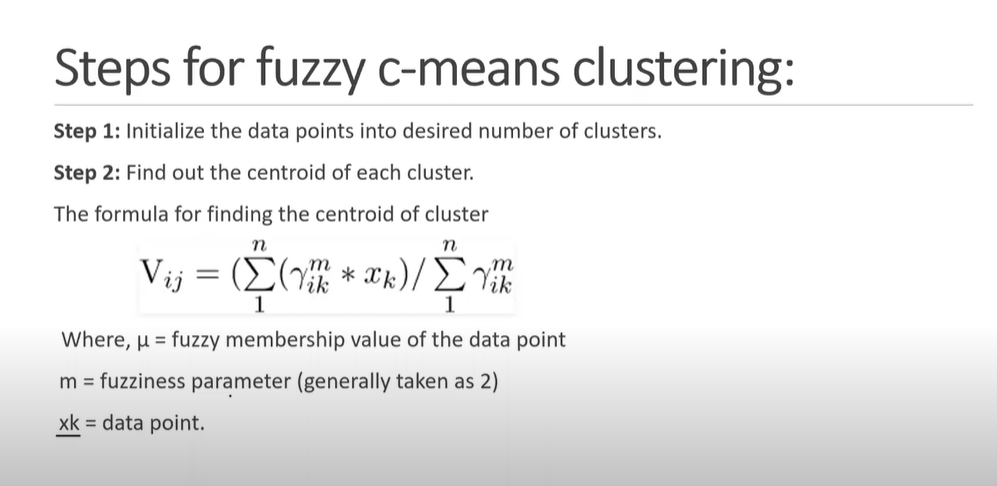 Steps for fuzzy c-means clustering:
Step 1: Initialize the data points into desired number of clusters.
Step 2: Find out the centroid of each cluster.
The formula for finding the centroid of cluster
V_{ij} = (\sum_{1}^{n} (\gamma_{ik}^{m} * x_k) / \sum_{1}^{n} \gamma_{ik}^{m}
Where, μ = fuzzy membership value of the data point
m = fuzziness parameter (generally taken as 2)
xk = data point.